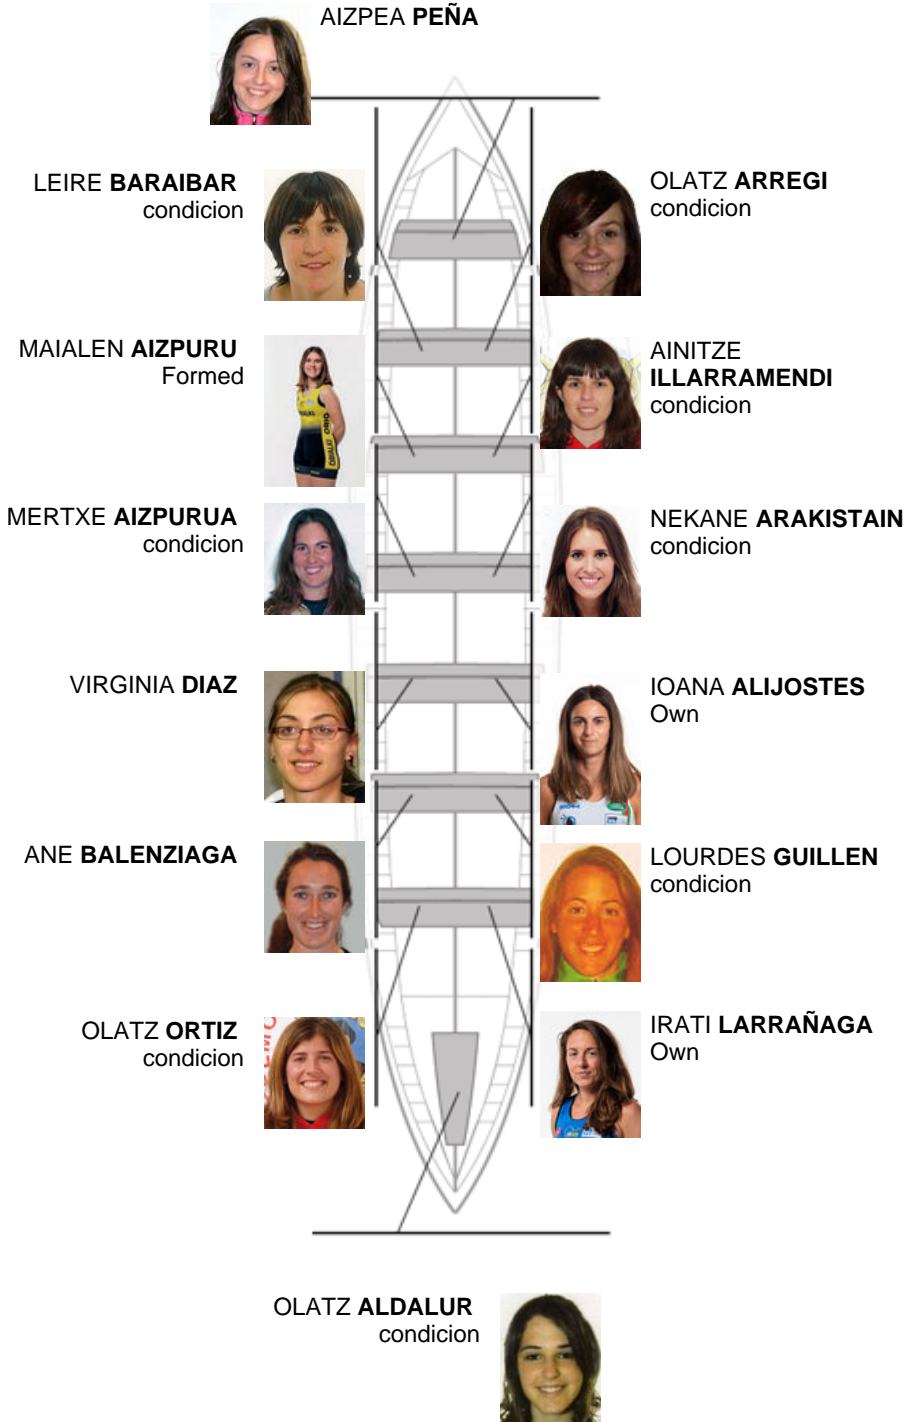 AIZPEA PEÑA
LEIRE BARAIBAR
condicion
OLATZ ARREGI
condicion
MAIALEN AIZPURU
Formed
AINITZE
ILLARRAMENDI
condicion
MERTXE AIZPURUA
condicion
NEKANE ARAKISTAIN
condicion
VIRGINIA DIAZ
IOANA ALIJOSTES
Own
ANE BALENZIAGA
LOURDES GUILLEN
condicion
OLATZ ORTIZ
condicion
IRATI LARRAÑAGA
Own
OLATZ ALDALUR
condicion